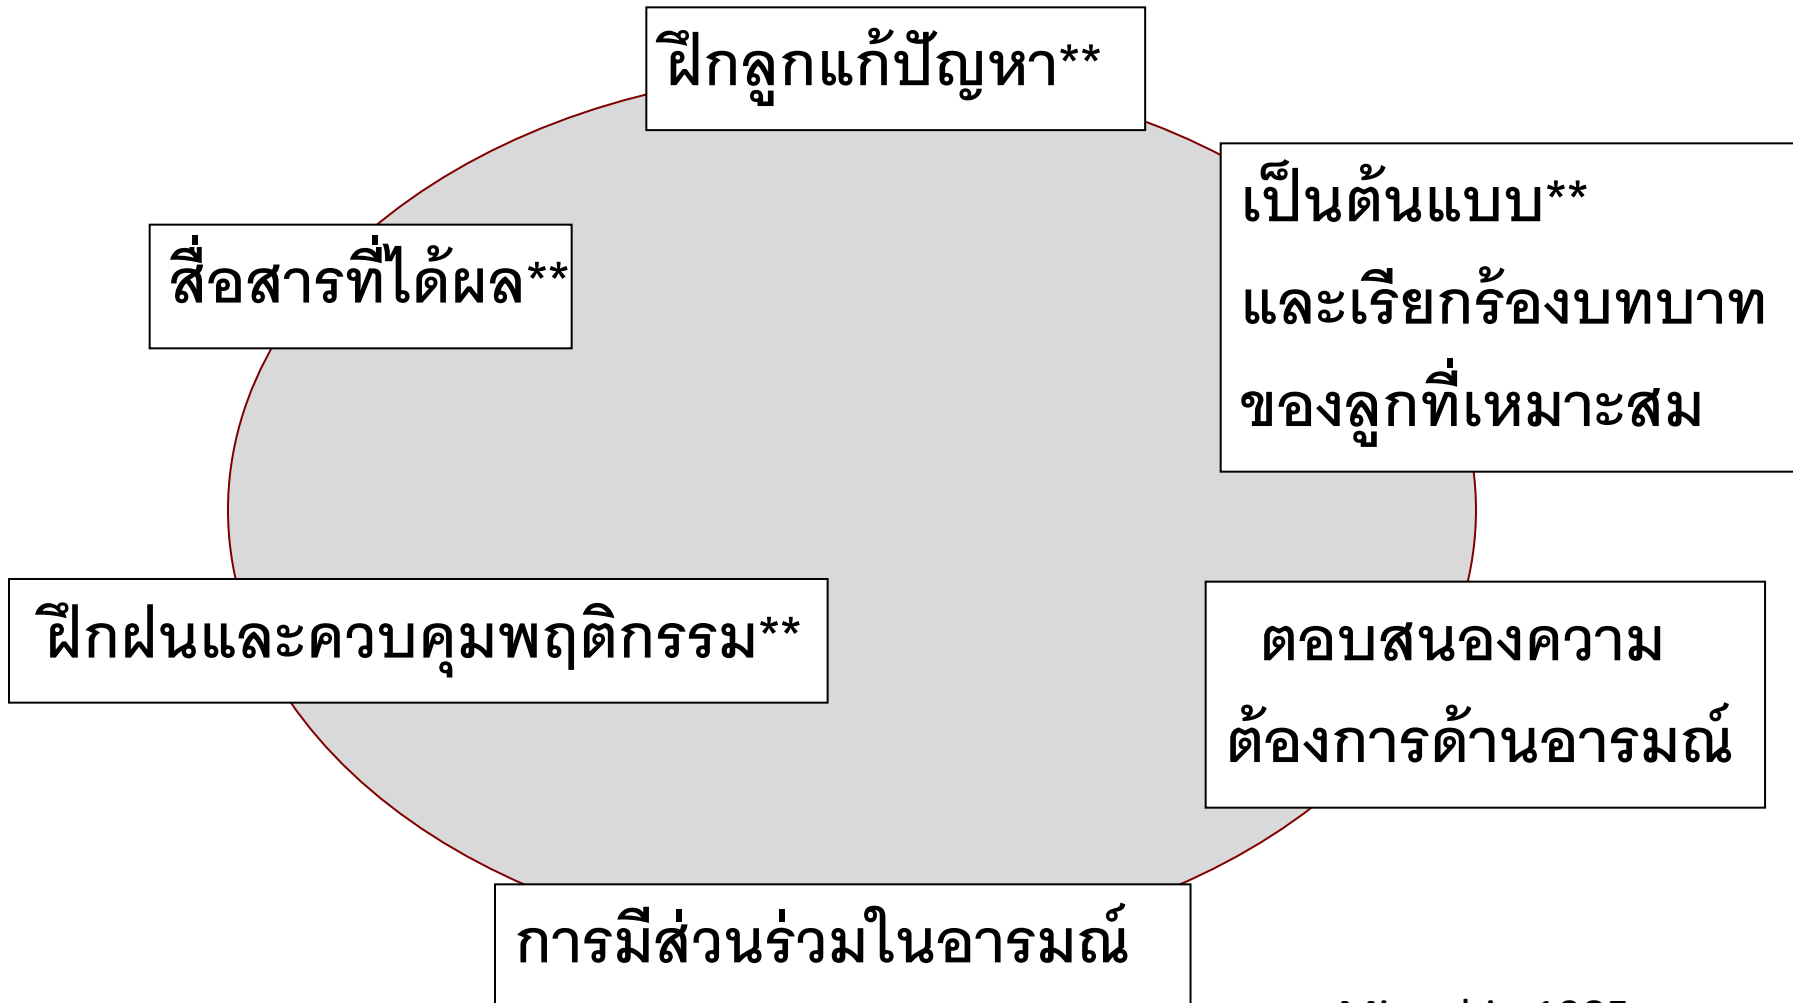 ฝึกลูกแก้ปัญหา**
เป็นต้นแบบ**
และเรียกร้องบทบาท
ของลูกที่เหมาะสม
สื่อสารที่ได้ผล**
ฝึกฝนและควบคุมพฤติกรรม**
ตอบสนองความ
ต้องการด้านอารมณ์
การมีส่วนร่วมในอารมณ์